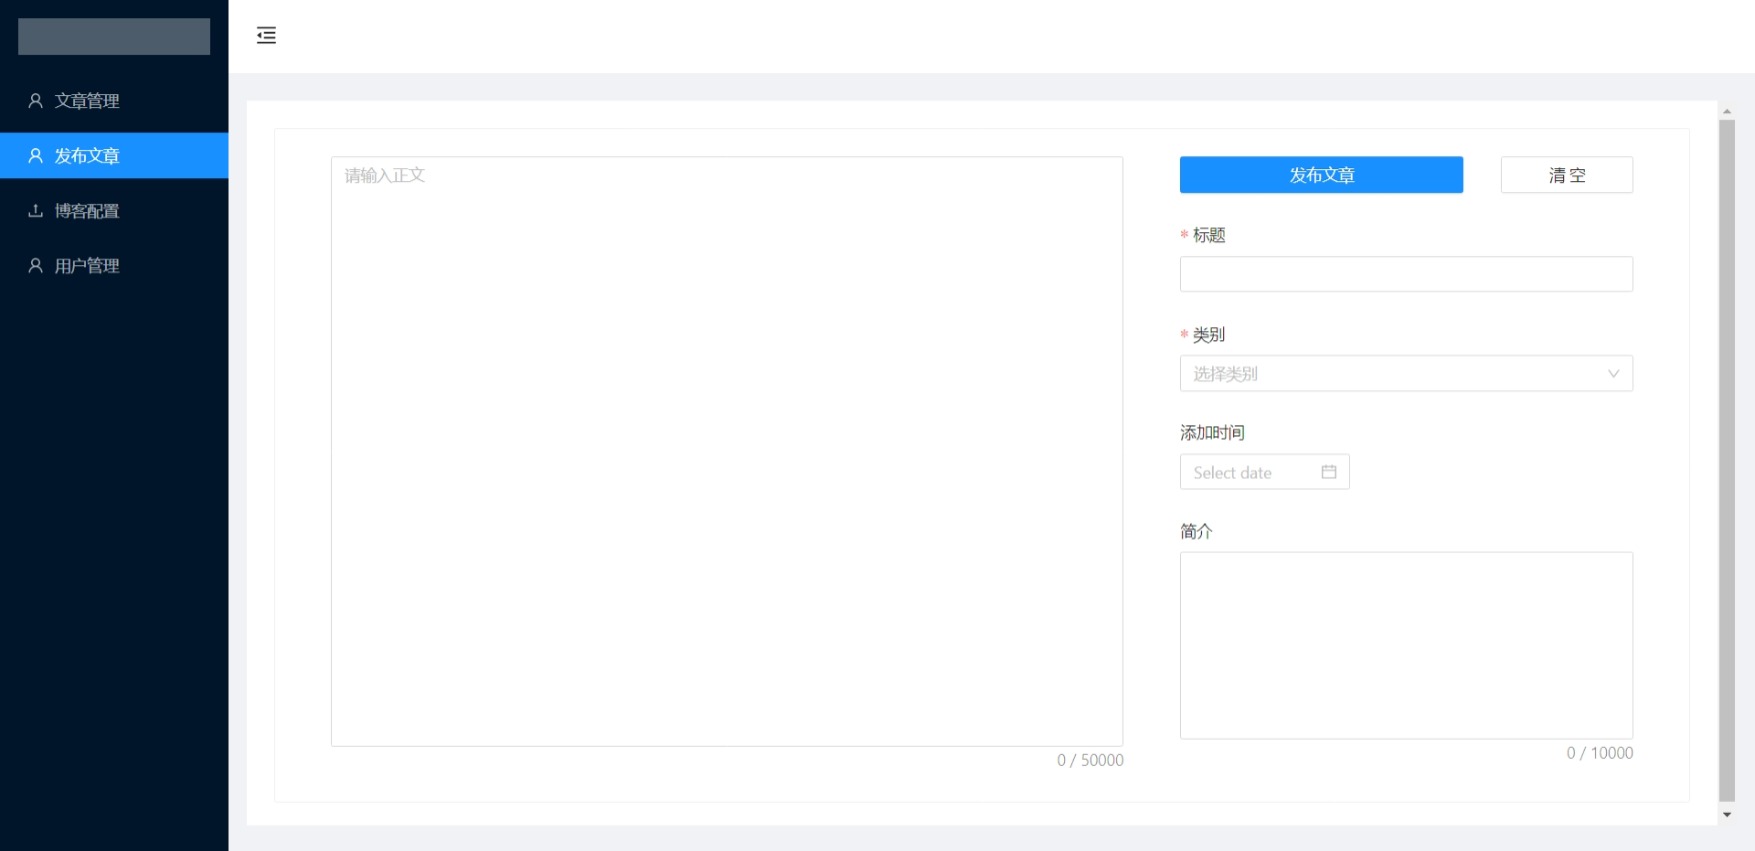 文章管理
发布文章
博客配置
用户管理
请输入正文
0 / 50000
发布文章
清 空
* 标题
* 类别
选择类别
添加时间
Select date
简介
0 / 10000